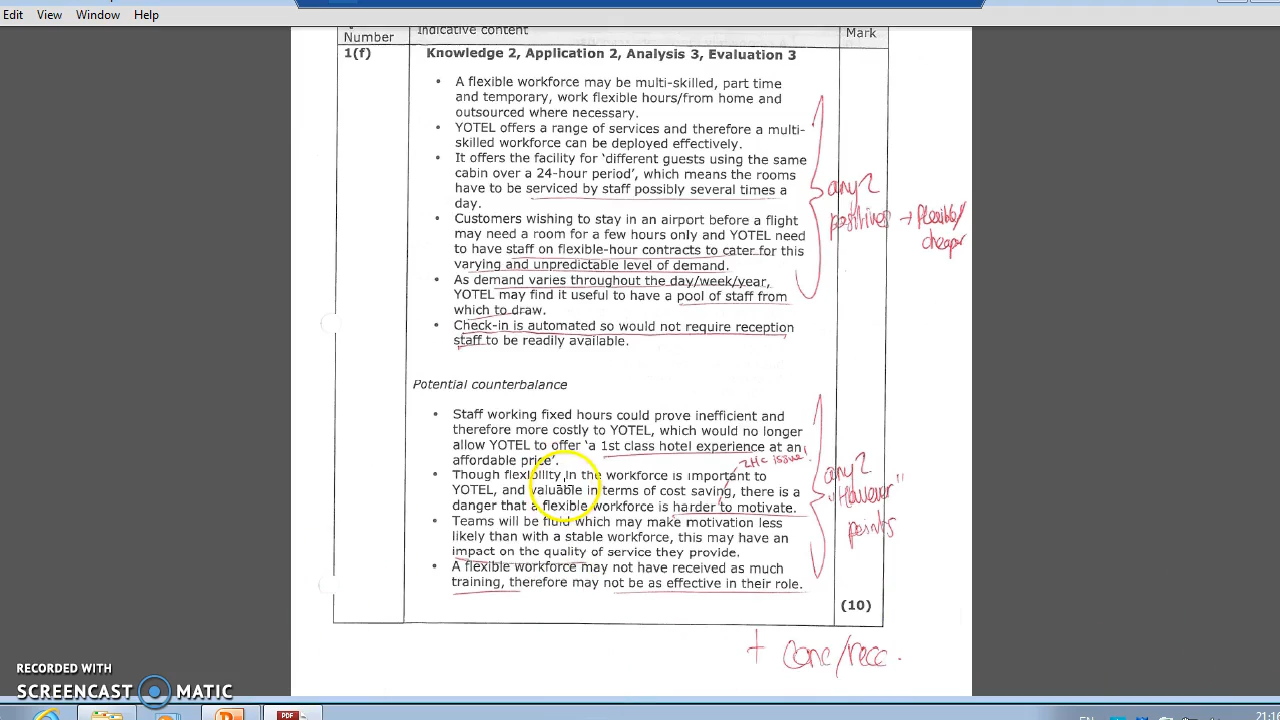 Edit View Window Help
Number Indicative content Mark
1(f) Knowledge 2, Application 2, Analysis 3, Evaluation 3
• A flexible workforce may be multi-skilled, part time
and temporary, work flexible hours/from home and
outsourced where necessary.
• YOTEL offers a range of services and therefore a multi-
skilled workforce can be deployed effectively.
• It offers the facility for ‘different guests using the same
cabin over a 24-hour period’, which means the rooms
have to be serviced by staff possibly several times a
day.
any 2
positives → flexible/
cheaper
• Customers wishing to stay in an airport before a flight
may need a room for a few hours only and YOTEL need
to have staff on flexible-hour contracts to cater for this
varying and unpredictable level of demand.
• As demand varies throughout the day/week/year,
YOTEL may find it useful to have a pool of staff from
which to draw.
• Check-in is automated so would not require reception
staff to be readily available.
Potential counterbalance
• Staff working fixed hours could prove inefficient and
therefore more costly to YOTEL, which would no longer
allow YOTEL to offer ‘a 1st class hotel experience at an
affordable price’.
issue!
• Though flexibility in the workforce is important to
YOTEL, and valuable in terms of cost saving, there is a
danger that a flexible workforce is harder to motivate.
• Teams will be fluid which may make motivation less
likely than with a stable workforce, this may have an
impact on the quality of service they provide.
• A flexible workforce may not have received as much
training, therefore may not be as effective in their role.
any 2
"However"
points
(10)
+ conc/recc.
RECORDED WITH
SCREENCAST MATIC
EN
21:16